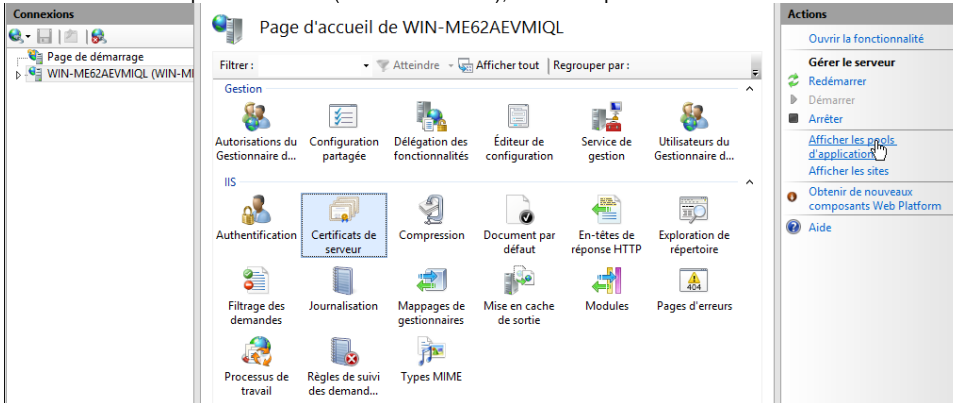 Connexions
Page de démarrage
WIN-ME62AEVMIQL (WIN-MI
Page d'accueil de WIN-ME62AEVMIQL
Filtrer : Atteindre Afficher tout Regrouper par :
Gestion
Autorisations du Gestionnaire d...
Configuration partagée
Délégation des fonctionnalités
Éditeur de configuration
Service de gestion
Utilisateurs du Gestionnaire d...
IIS
Authentification
Certificats de serveur
Compression
Document par défaut
En-têtes de réponse HTTP
Exploration de répertoire
Filtrage des demandes
Journalisation
Mappages de gestionnaires
Mise en cache de sortie
Modules
404
Pages d'erreurs
Processus de travail
Règles de suivi des demand...
Types MIME
Actions
Ouvrir la fonctionnalité
Gérer le serveur
Redémarrer
Démarrer
Arrêter
Afficher les pools
d'application
Afficher les sites
Obtenir de nouveaux
composants Web Platform
Aide